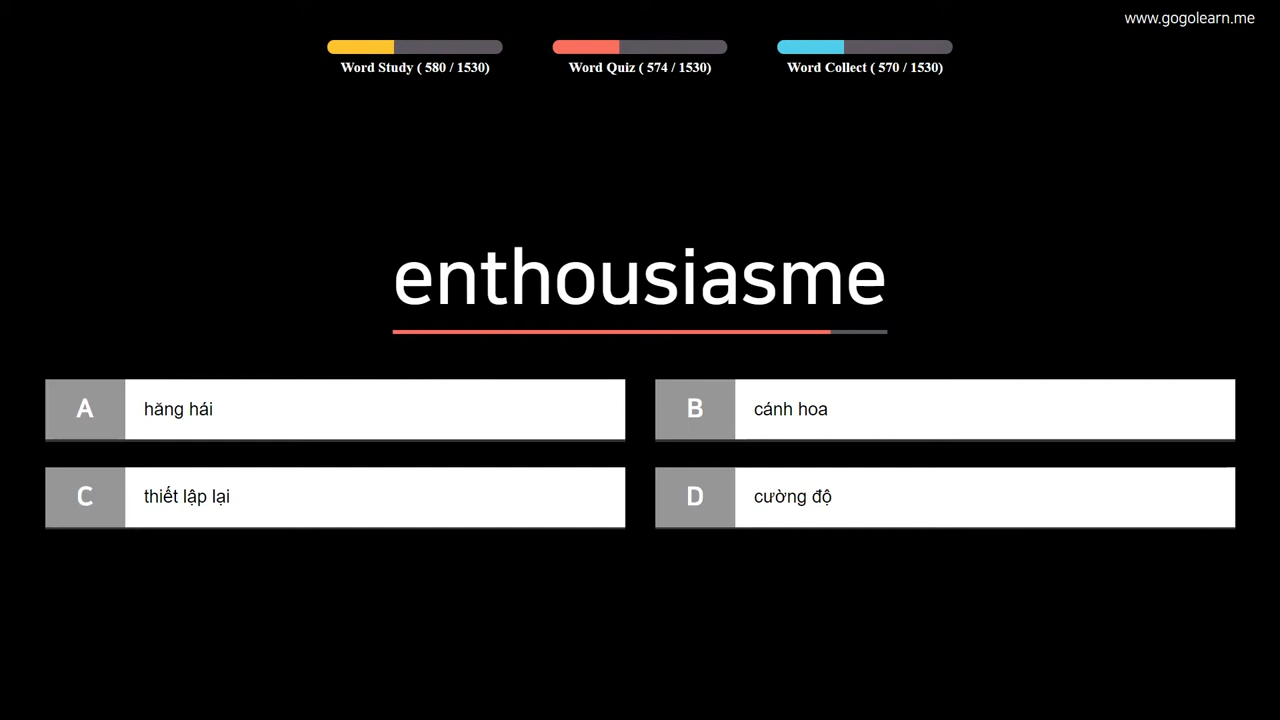 www.gogolearn.me
Word Study ( 580 / 1530)
Word Quiz ( 574 / 1530)
Word Collect ( 570 / 1530)
enthousiasme
A hăng hái
B cánh hoa
C thiết lập lại
D cường độ